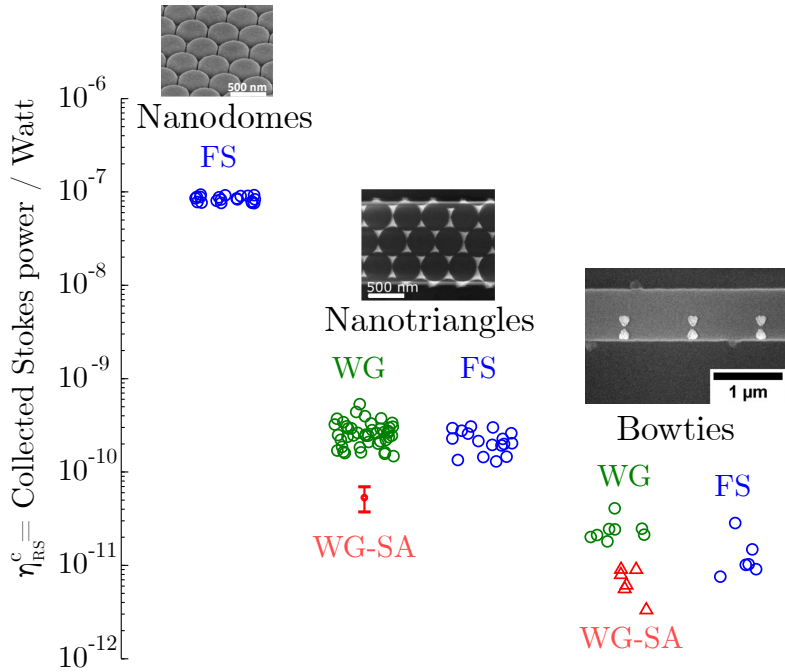 500 nm
Nanodomes
FS
10⁻⁶
10⁻⁷
10⁻⁸
10⁻⁹
10⁻¹⁰
10⁻¹¹
10⁻¹²
η^c_RS = Collected Stokes power / Watt
500 nm
Nanotriangles
WG
FS
WG-SA
1 µm
Bowties
WG
FS
WG-SA